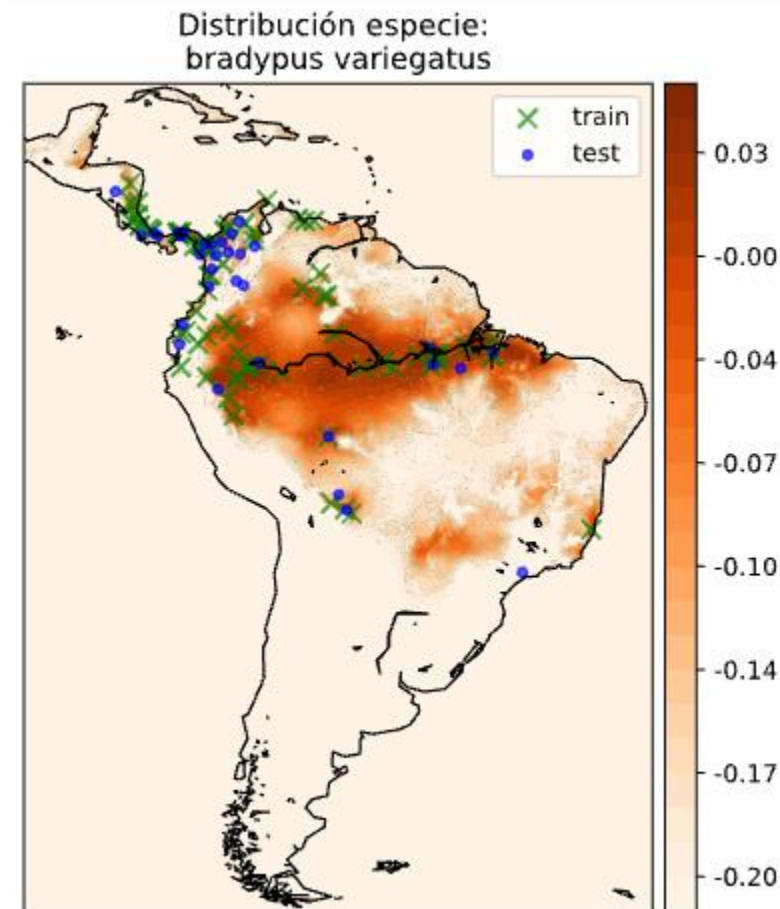 Distribución especie:
bradypus variegatus
train
test
0.03
-0.00
-0.04
-0.07
-0.10
-0.14
-0.17
-0.20